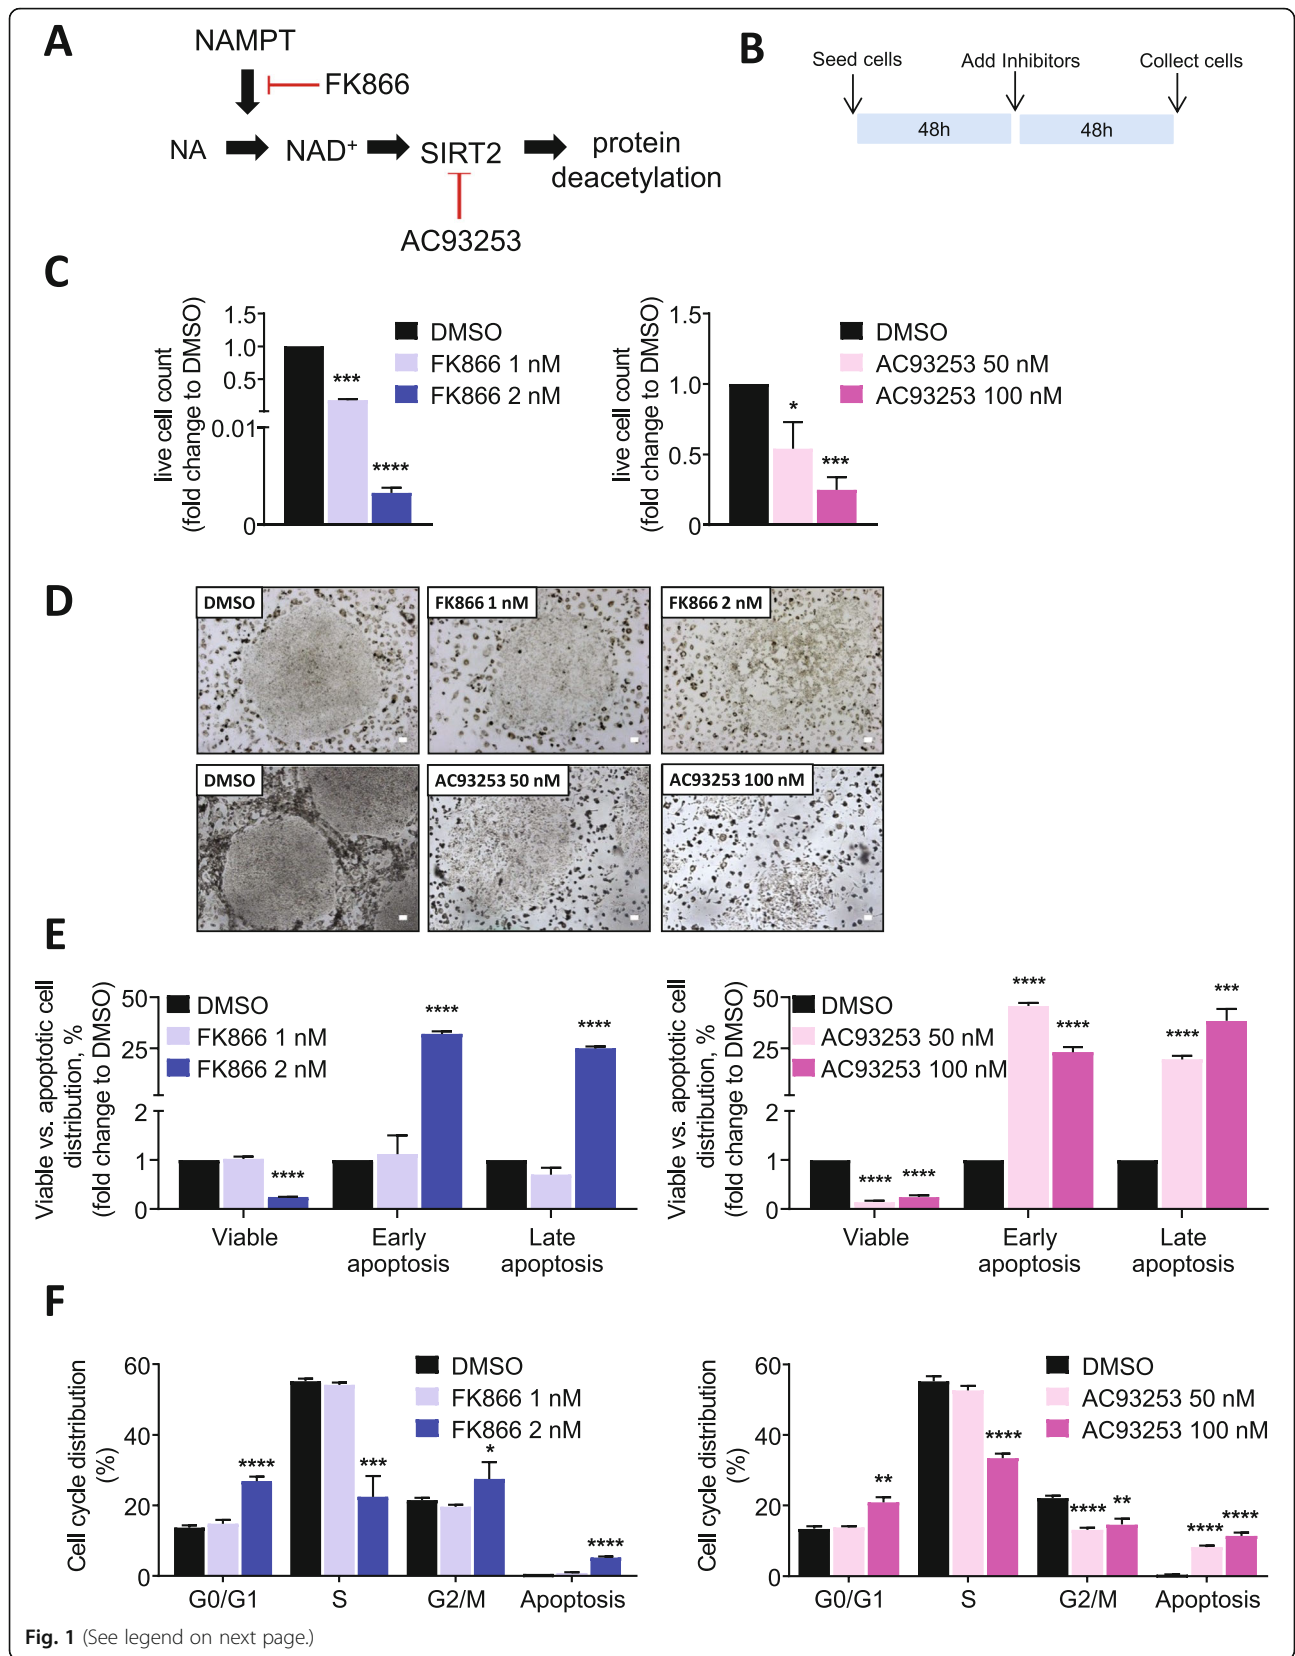 A
NAMPT
FK866
NA
NAD+
SIRT2
protein
deacetylation
AC93253
B
Seed cells
Add Inhibitors
Collect cells
48h
48h
C
live cell count
(fold change to DMSO)
1.5
1.0
0.5
0.01
0
***
****
DMSO
FK866 1 nM
FK866 2 nM
live cell count
(fold change to DMSO)
1.5
1.0
0.5
0
*
***
DMSO
AC93253 50 nM
AC93253 100 nM
D
DMSO
FK866 1 nM
FK866 2 nM
DMSO
AC93253 50 nM
AC93253 100 nM
E
Viable vs. apoptotic cell
distribution, %
(fold change to DMSO)
50
25
2
1
0
DMSO
FK866 1 nM
FK866 2 nM
****
****
****
Viable
Early
apoptosis
Late
apoptosis
Viable vs. apoptotic cell
distribution, %
(fold change to DMSO)
50
25
2
1
0
DMSO
AC93253 50 nM
AC93253 100 nM
****
****
****
****
****
***
Viable
Early
apoptosis
Late
apoptosis
F
Cell cycle distribution
(%)
60
40
20
0
DMSO
FK866 1 nM
FK866 2 nM
****
***
*
****
G0/G1
S
G2/M
Apoptosis
Cell cycle distribution
(%)
60
40
20
0
DMSO
AC93253 50 nM
AC93253 100 nM
**
****
****
**
****
****
G0/G1
S
G2/M
Apoptosis
Fig. 1 (See legend on next page.)